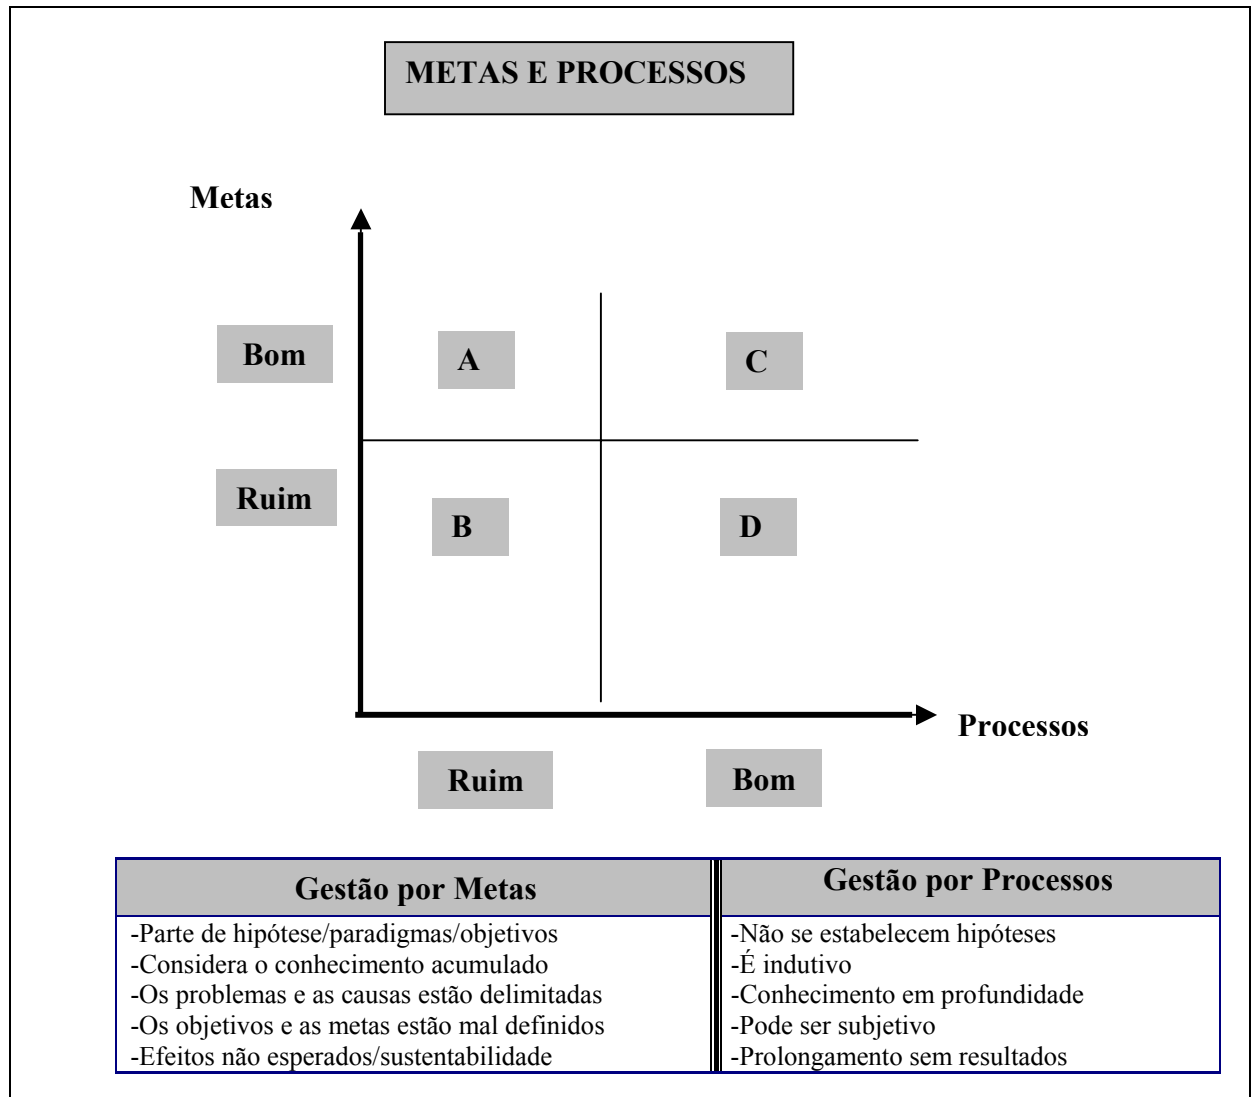 METAS E PROCESSOS
Metas
Bom
A
C
Ruim
B
D
Processos
Ruim
Bom
Gestão por Metas
-Parte de hipótese/paradigmas/objetivos
-Considera o conhecimento acumulado
-Os problemas e as causas estão delimitadas
-Os objetivos e as metas estão mal definidos
-Efeitos não esperados/sustentabilidade
Gestão por Processos
-Não se estabelecem hipóteses
-É indutivo
-Conhecimento em profundidade
-Pode ser subjetivo
-Prolongamento sem resultados